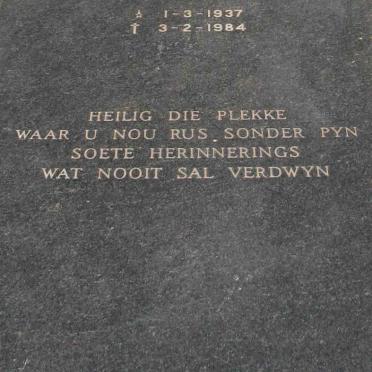 * 1-3-1937
† 3-2-1984
HEILIG DIE PLEKKE
WAAR U NOU RUS SONDER PYN
SOETE HERINNERINGS
WAT NOOIT SAL VERDWYN